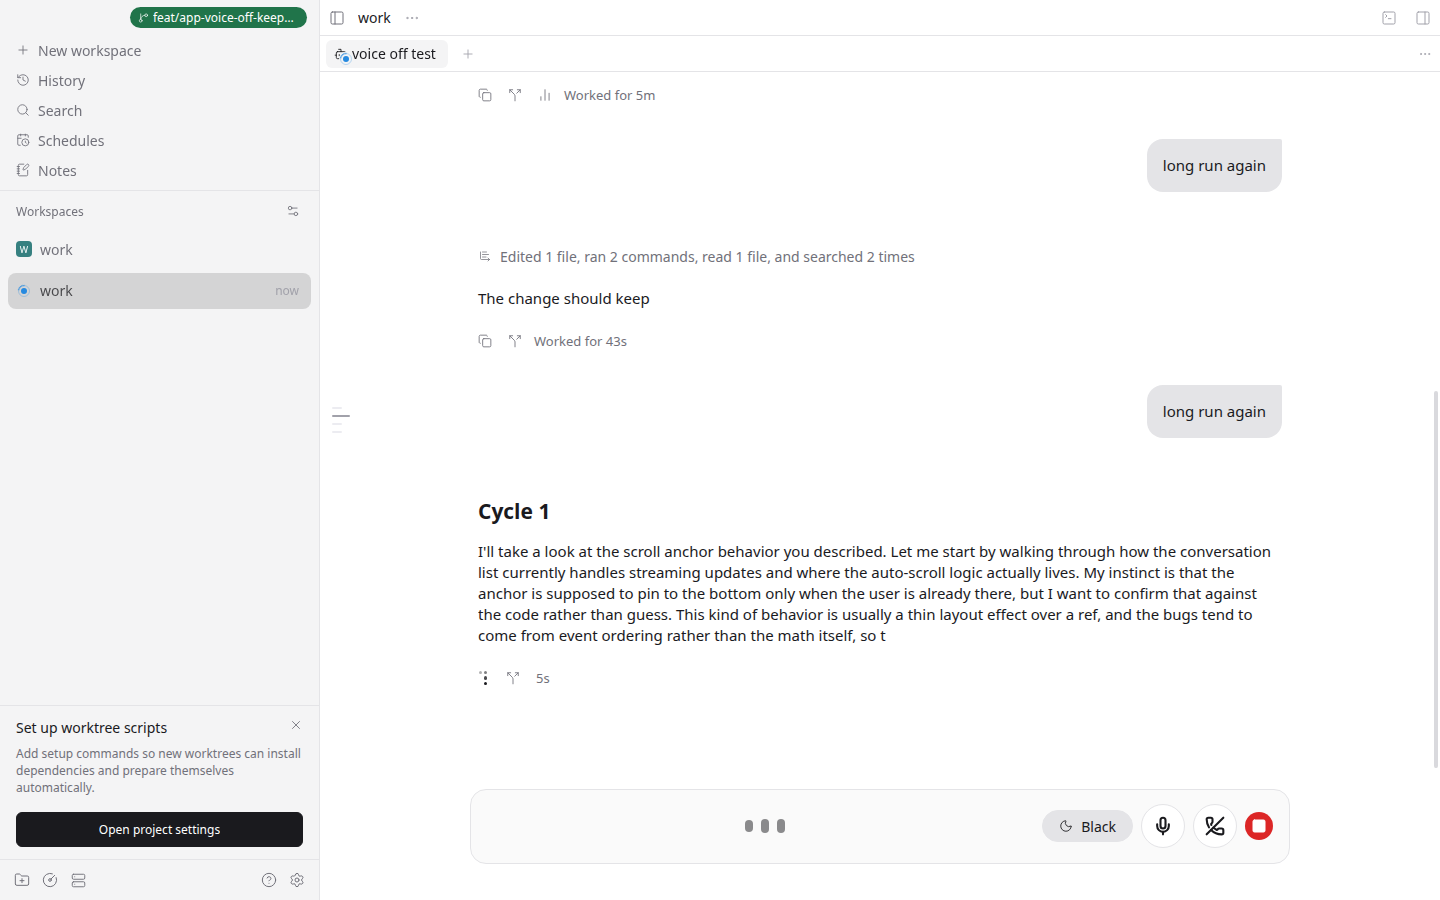 feat/app-voice-off-keep...
New workspace
History
Search
Schedules
Notes
Workspaces
W work
work now
Set up worktree scripts
Add setup commands so new worktrees can install
dependencies and prepare themselves
automatically.
Open project settings
work
voice off test
Worked for 5m
long run again
Edited 1 file, ran 2 commands, read 1 file, and searched 2 times
The change should keep
Worked for 43s
long run again
Cycle 1
I'll take a look at the scroll anchor behavior you described. Let me start by walking through how the conversation
list currently handles streaming updates and where the auto-scroll logic actually lives. My instinct is that the
anchor is supposed to pin to the bottom only when the user is already there, but I want to confirm that against
the code rather than guess. This kind of behavior is usually a thin layout effect over a ref, and the bugs tend to
come from event ordering rather than the math itself, so t
5s
Black